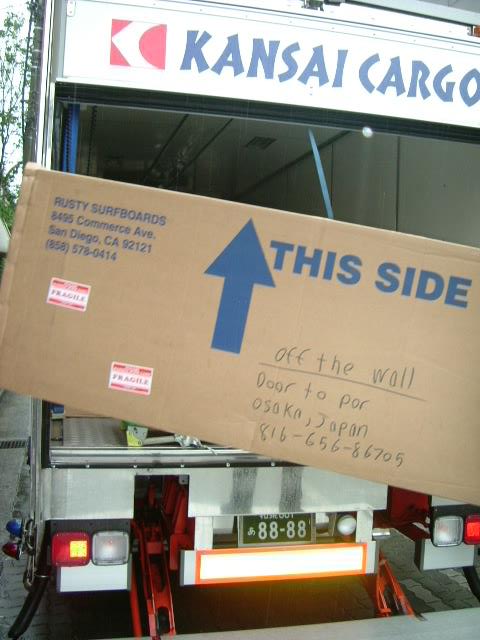 KANSAI CARGO
RUSTY SURFBOARDS
8495 Commerce Ave.
San Diego, CA 92121
(858) 578-0414
THIS SIDE
FRAGILE
FRAGILE
off the wall
Door to por
OSaKa, Japan
816-656-86705
あ 88-88